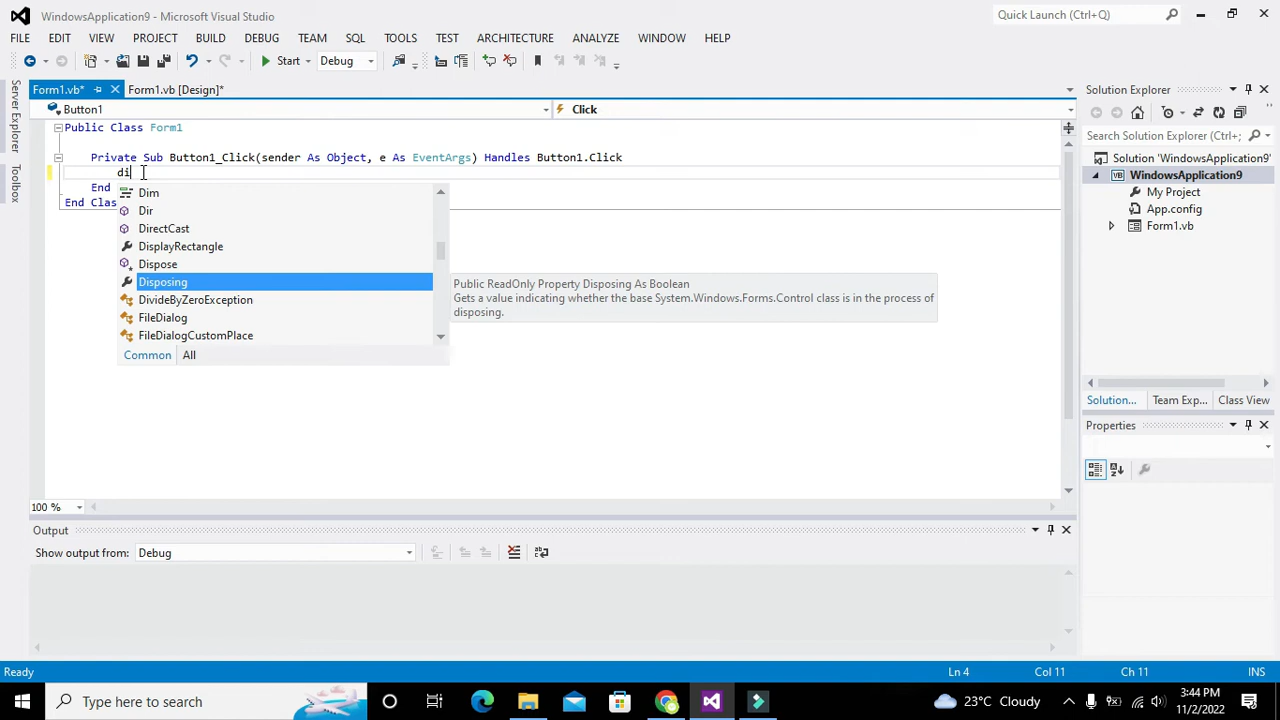 WindowsApplication9 - Microsoft Visual Studio
Quick Launch (Ctrl+Q)
FILE EDIT VIEW PROJECT BUILD DEBUG TEAM SQL TOOLS TEST ARCHITECTURE ANALYZE WINDOW HELP
Start Debug
Form1.vb* Form1.vb [Design]*
Solution Explorer
Button1 Click
Server Explorer
Toolbox
Public Class Form1
Private Sub Button1_Click(sender As Object, e As EventArgs) Handles Button1.Click
di
End
End Clas
Dim
Dir
DirectCast
DisplayRectangle
Dispose
Disposing
DivideByZeroException
FileDialog
FileDialogCustomPlace
Common All
Public ReadOnly Property Disposing As Boolean
Gets a value indicating whether the base System.Windows.Forms.Control class is in the process of
disposing.
Search Solution Explorer
Solution 'WindowsApplication9'
WindowsApplication9
My Project
App.config
Form1.vb
Solution... Team Exp... Class View
Properties
100 %
Output
Show output from: Debug
Ready Ln 4 Col 11 Ch 11 INS
Type here to search
23°C Cloudy
3:44 PM
11/2/2022